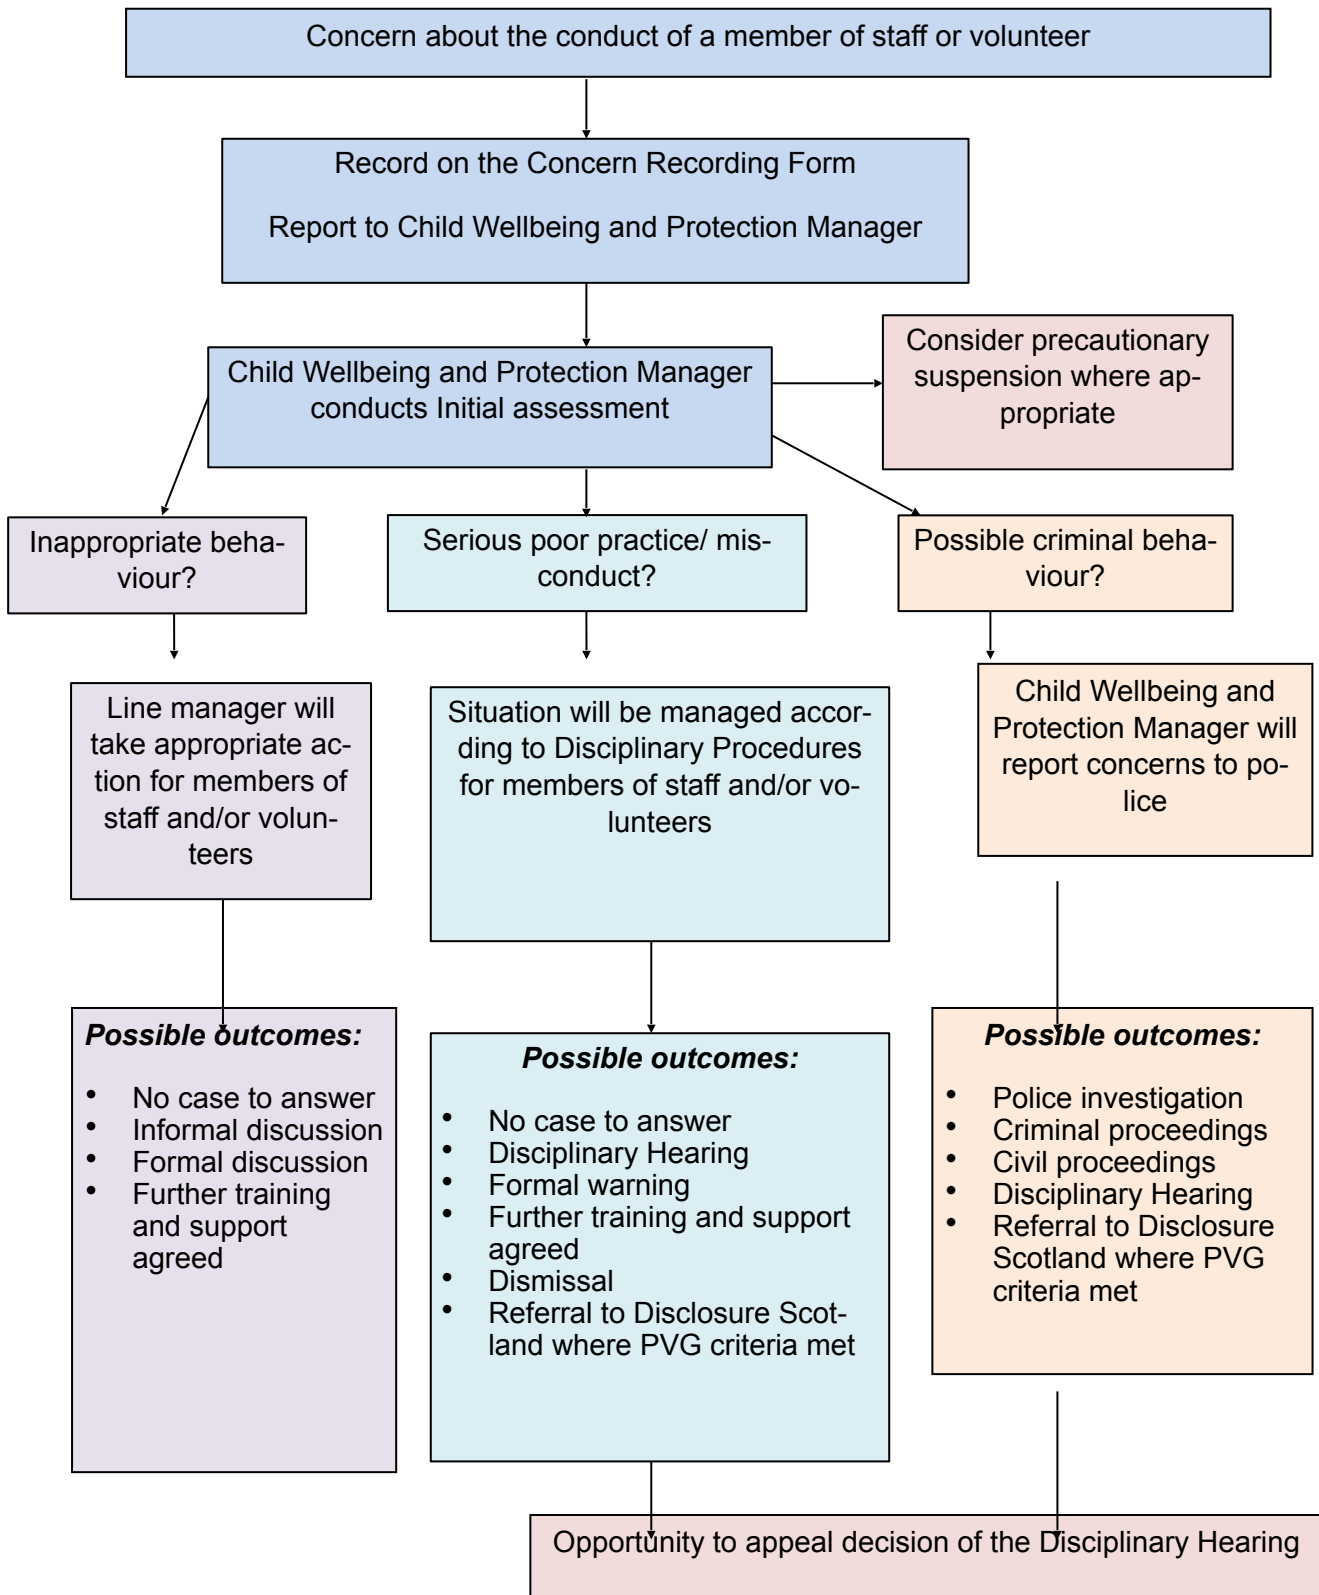 Concern about the conduct of a member of staff or volunteer
Record on the Concern Recording Form
Report to Child Wellbeing and Protection Manager
Child Wellbeing and Protection Manager
conducts Initial assessment
Consider precautionary
suspension where ap-
propriate
Inappropriate beha-
viour?
Serious poor practice/ mis-
conduct?
Possible criminal beha-
viour?
Line manager will
take appropriate ac-
tion for members of
staff and/or volun-
teers
Situation will be managed accor-
ding to Disciplinary Procedures
for members of staff and/or vo-
lunteers
Child Wellbeing and
Protection Manager will
report concerns to po-
lice
Possible outcomes:
• No case to answer
• Informal discussion
• Formal discussion
• Further training
and support
agreed
Possible outcomes:
• No case to answer
• Disciplinary Hearing
• Formal warning
• Further training and support
agreed
• Dismissal
• Referral to Disclosure Scot-
land where PVG criteria met
Possible outcomes:
• Police investigation
• Criminal proceedings
• Civil proceedings
• Disciplinary Hearing
• Referral to Disclosure
Scotland where PVG
criteria met
Opportunity to appeal decision of the Disciplinary Hearing